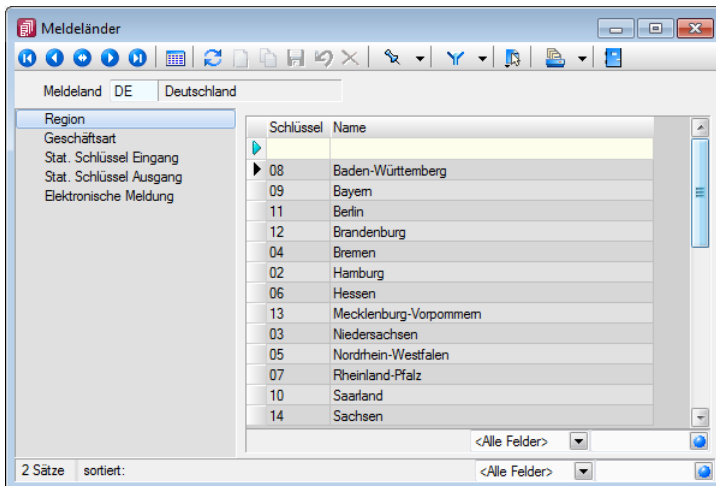 Meldeländer
Meldeland DE Deutschland
Region
Geschäftsart
Stat. Schlüssel Eingang
Stat. Schlüssel Ausgang
Elektronische Meldung
Schlüssel Name
08 Baden-Württemberg
09 Bayern
11 Berlin
12 Brandenburg
04 Bremen
02 Hamburg
06 Hessen
13 Mecklenburg-Vorpommern
03 Niedersachsen
05 Nordrhein-Westfalen
07 Rheinland-Pfalz
10 Saarland
14 Sachsen
<Alle Felder>
2 Sätze sortiert: <Alle Felder>